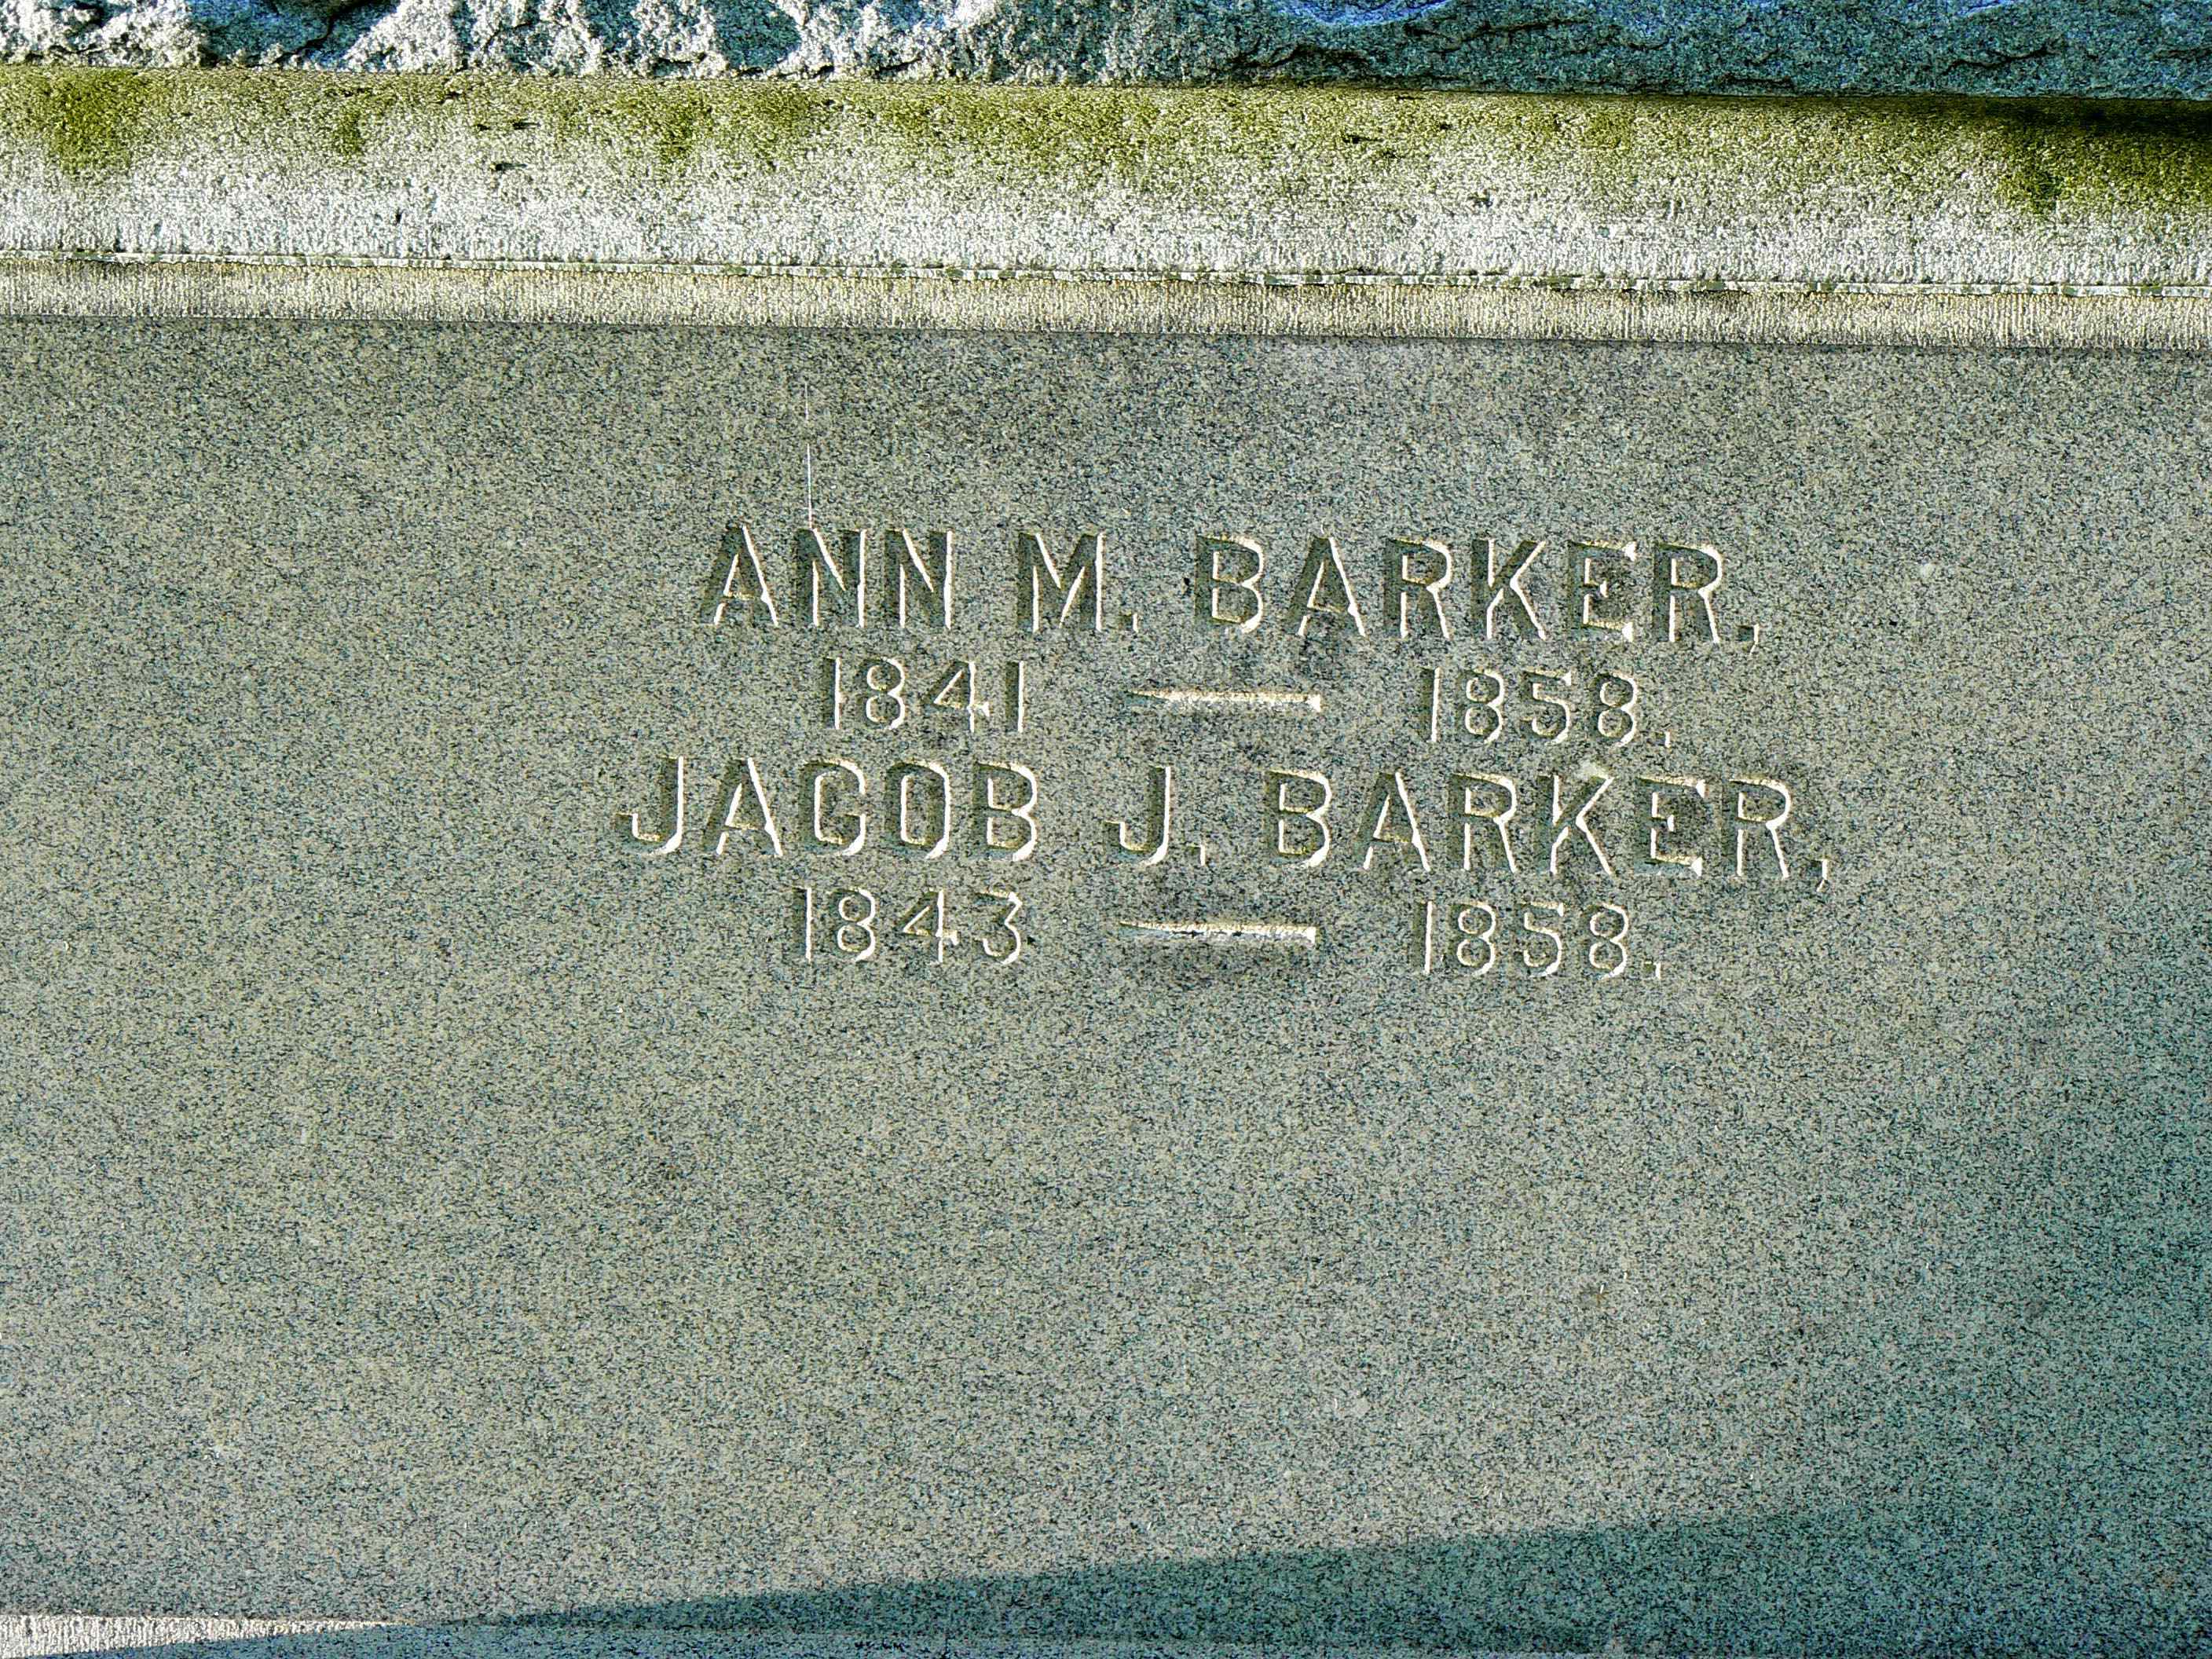 ANN M. BARKER,
1841 — 1858.
JACOB J. BARKER,
1843 — 1858.